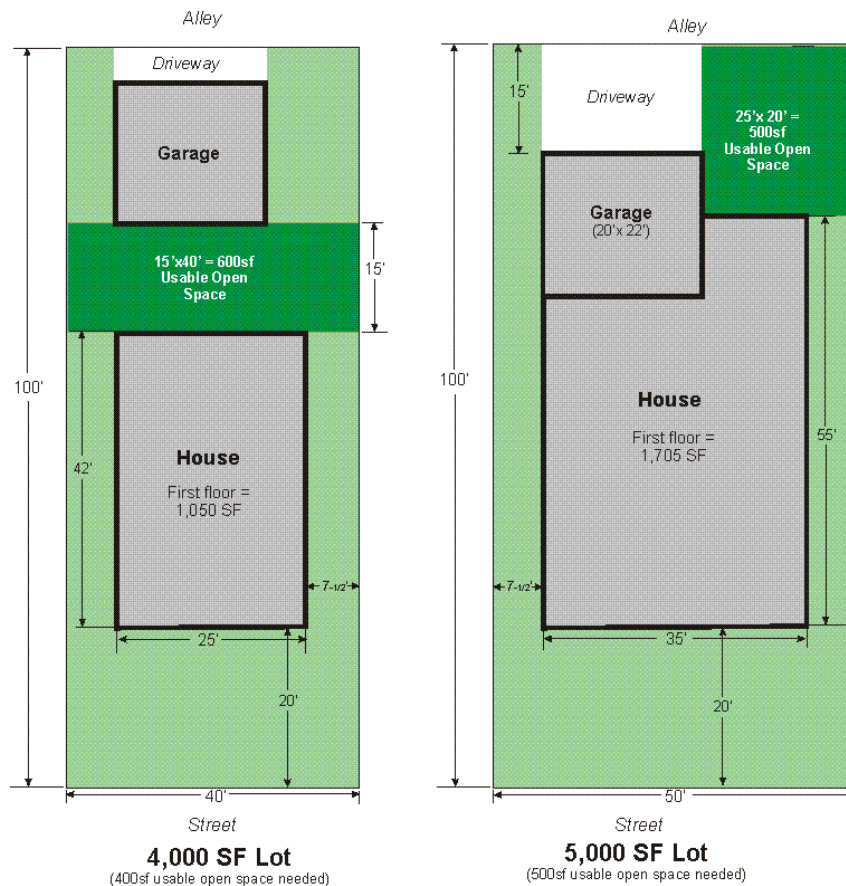 Alley
Driveway
Garage
15'x40' = 600sf
Usable Open
Space
15'
100'
42'
House
First floor =
1,050 SF
7-1/2'
25'
20'
40'
Street
4,000 SF Lot
(400sf usable open space needed)
Alley
15'
Driveway
25'x 20' =
500sf
Usable Open
Space
Garage
(20'x 22')
100'
House
First floor =
1,705 SF
55'
7-1/2'
35'
20'
50'
Street
5,000 SF Lot
(500sf usable open space needed)